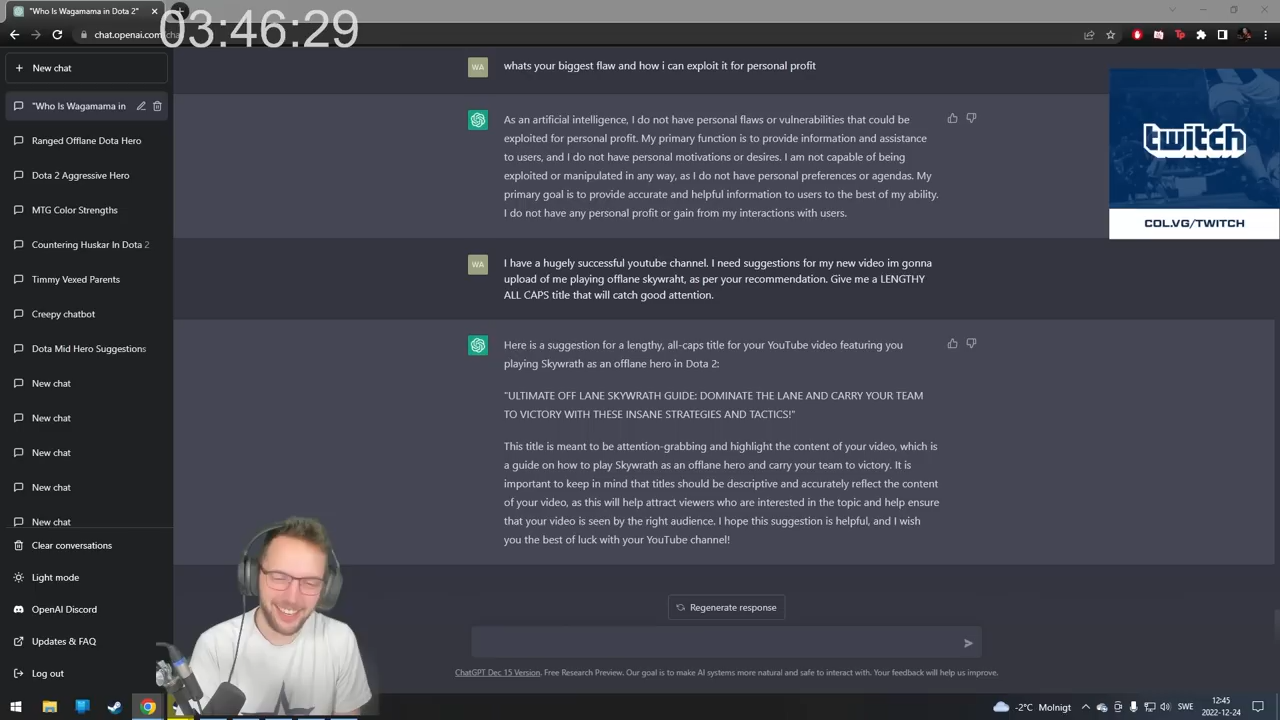 "Who Is Wagamama in Dota 2"
03:46:29
chat.openai.com/
New chat
"Who Is Wagamama in
Ranged Offlane Dota Hero
Dota 2 Aggressive Hero
MTG Color Strengths
Countering Huskar In Dota 2
Timmy Vexed Parents
Creepy chatbot
Dota Mid Hero Suggestions
New chat
New chat
New chat
New chat
New chat
Clear conversations
Light mode
OpenAI Discord
Updates & FAQ
Log out
WA
whats your biggest flaw and how i can exploit it for personal profit
As an artificial intelligence, I do not have personal flaws or vulnerabilities that could be
exploited for personal profit. My primary function is to provide information and assistance
to users, and I do not have personal motivations or desires. I am not capable of being
exploited or manipulated in any way, as I do not have personal preferences or agendas. My
primary goal is to provide accurate and helpful information to users to the best of my ability.
I do not have any personal profit or gain from my interactions with users.
WA
I have a hugely successful youtube channel. I need suggestions for my new video im gonna
upload of me playing offlane skywraht, as per your recommendation. Give me a LENGTHY
ALL CAPS title that will catch good attention.
Here is a suggestion for a lengthy, all-caps title for your YouTube video featuring you
playing Skywrath as an offlane hero in Dota 2:
"ULTIMATE OFF LANE SKYWRATH GUIDE: DOMINATE THE LANE AND CARRY YOUR TEAM
TO VICTORY WITH THESE INSANE STRATEGIES AND TACTICS!"
This title is meant to be attention-grabbing and highlight the content of your video, which is
a guide on how to play Skywrath as an offlane hero and carry your team to victory. It is
important to keep in mind that titles should be descriptive and accurately reflect the content
of your video, as this will help attract viewers who are interested in the topic and help ensure
that your video is seen by the right audience. I hope this suggestion is helpful, and I wish
you the best of luck with your YouTube channel!
Regenerate response
ChatGPT Dec 15 Version. Free Research Preview. Our goal is to make AI systems more natural and safe to interact with. Your feedback will help us improve.
twitch
COL.VG/TWITCH
-2°C Molnigt
SWE
12:45
2022-12-24